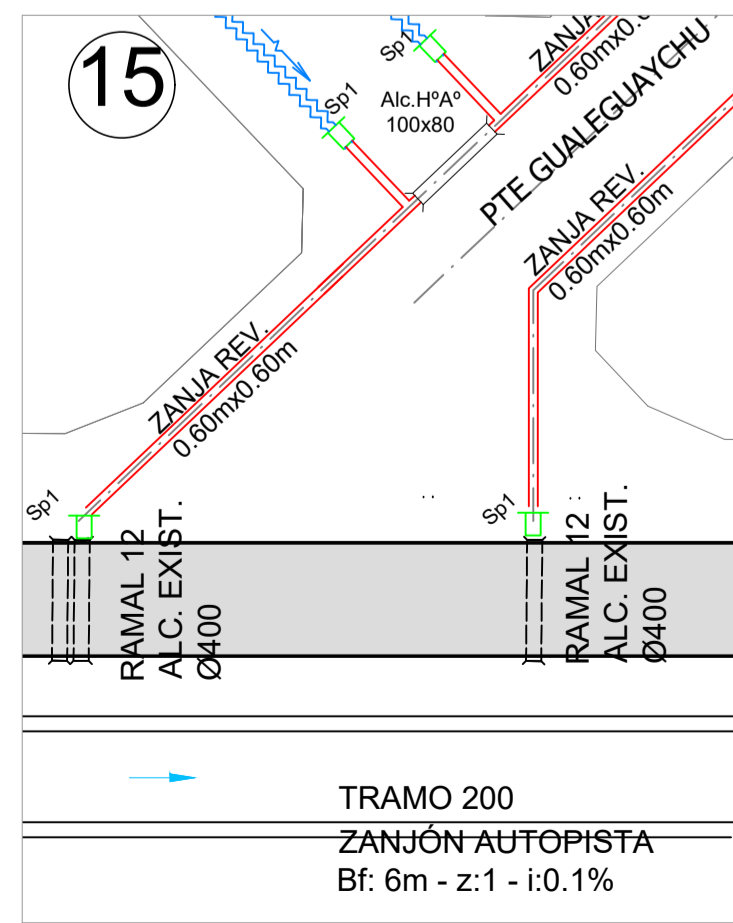 15
Sp1
Sp1
Alc.HºAº
100x80
ZANJA
0.60mx0.6
PTE GUALEGUAYCHU
ZANJA REV.
0.60mx0.60m
ZANJA REV.
0.60mx0.60m
Sp1
Sp1
RAMAL 12
ALC. EXIST.
Ø400
RAMAL 12
ALC. EXIST.
Ø400
TRAMO 200
ZANJÓN AUTOPISTA
Bf: 6m - z:1 - i:0.1%